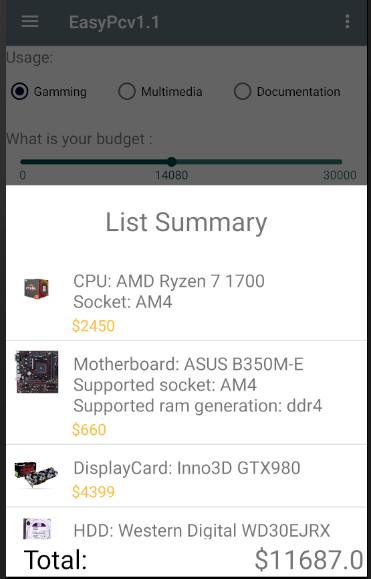 EasyPcv1.1
Usage:
Gamming
Multimedia
Documentation
What is your budget :
0
14080
30000
List Summary
CPU: AMD Ryzen 7 1700
Socket: AM4
$2450
Motherboard: ASUS B350M-E
Supported socket: AM4
Supported ram generation: ddr4
$660
DisplayCard: Inno3D GTX980
$4399
HDD: Western Digital WD30EJRX
Total:
$11687.0